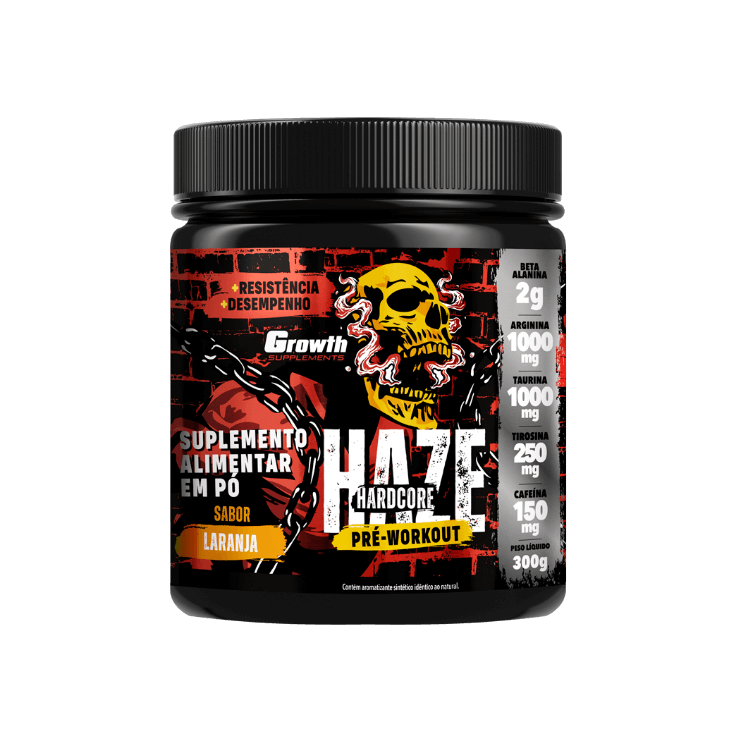 +RESISTÊNCIA
+DESEMPENHO
Growth
SUPPLEMENTS
SUPLEMENTO
ALIMENTAR
EM PÓ
SABOR
LARANJA
HAZE
HARDCORE
PRÉ-WORKOUT
Contém aromatizante sintético idêntico ao natural.
BETA
ALANINA
2g
ARGININA
1000
mg
TAURINA
1000
mg
TIROSINA
250
mg
CAFEÍNA
150
mg
PESO LÍQUIDO
300g